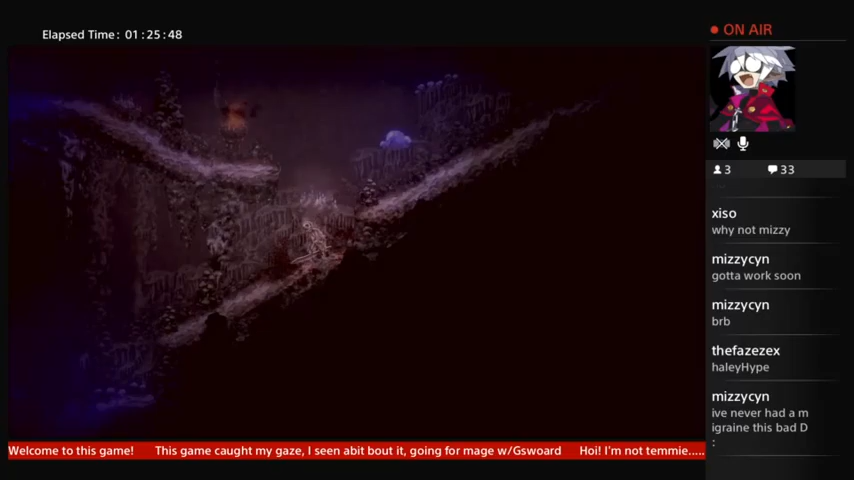 Elapsed Time: 01:25:48
ON AIR
3 33
xiso
why not mizzy
mizzycyn
gotta work soon
mizzycyn
brb
thefazezex
haleyHype
mizzycyn
ive never had a m
igraine this bad D
:
Welcome to this game! This game caught my gaze, I seen abit bout it, going for mage w/Gswoard Hoi! I'm not temmie.....